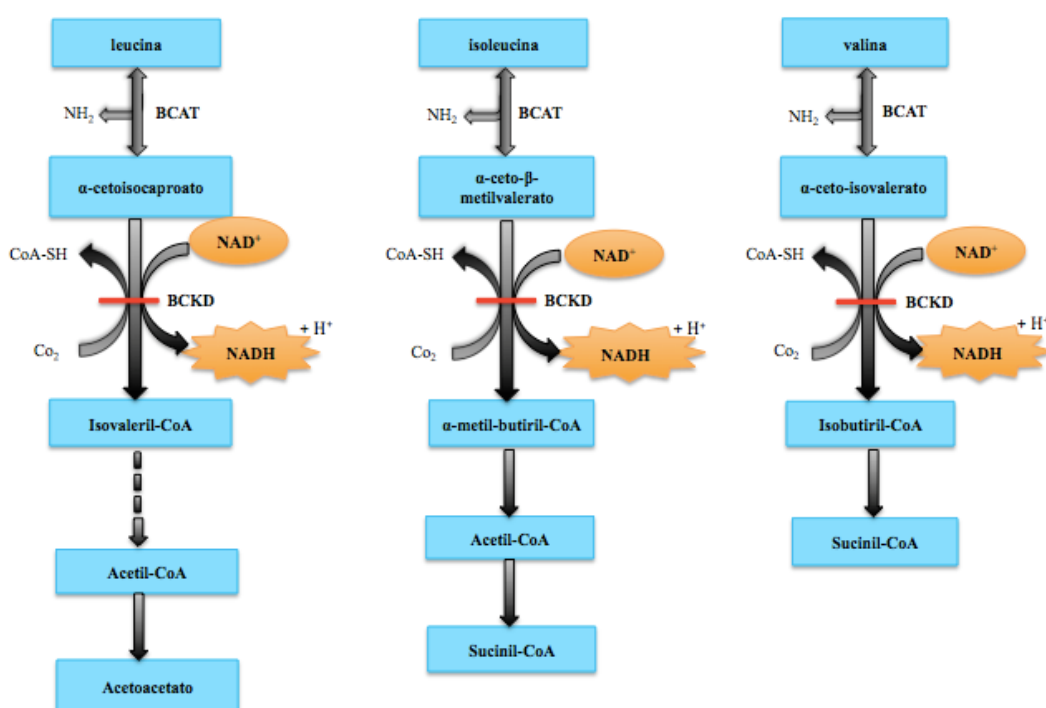 leucina
NH₂
BCAT
α-cetoisocaproato
CoA-SH
NAD⁺
BCKD
+ H⁺
Co₂
NADH
Isovaleril-CoA
Acetil-CoA
Acetoacetato
isoleucina
NH₂
BCAT
α-ceto-β-
metilvalerato
CoA-SH
NAD⁺
BCKD
+ H⁺
Co₂
NADH
α-metil-butiril-CoA
Acetil-CoA
Sucinil-CoA
valina
NH₂
BCAT
α-ceto-isovalerato
CoA-SH
NAD⁺
BCKD
+ H⁺
Co₂
NADH
Isobutiril-CoA
Sucinil-CoA